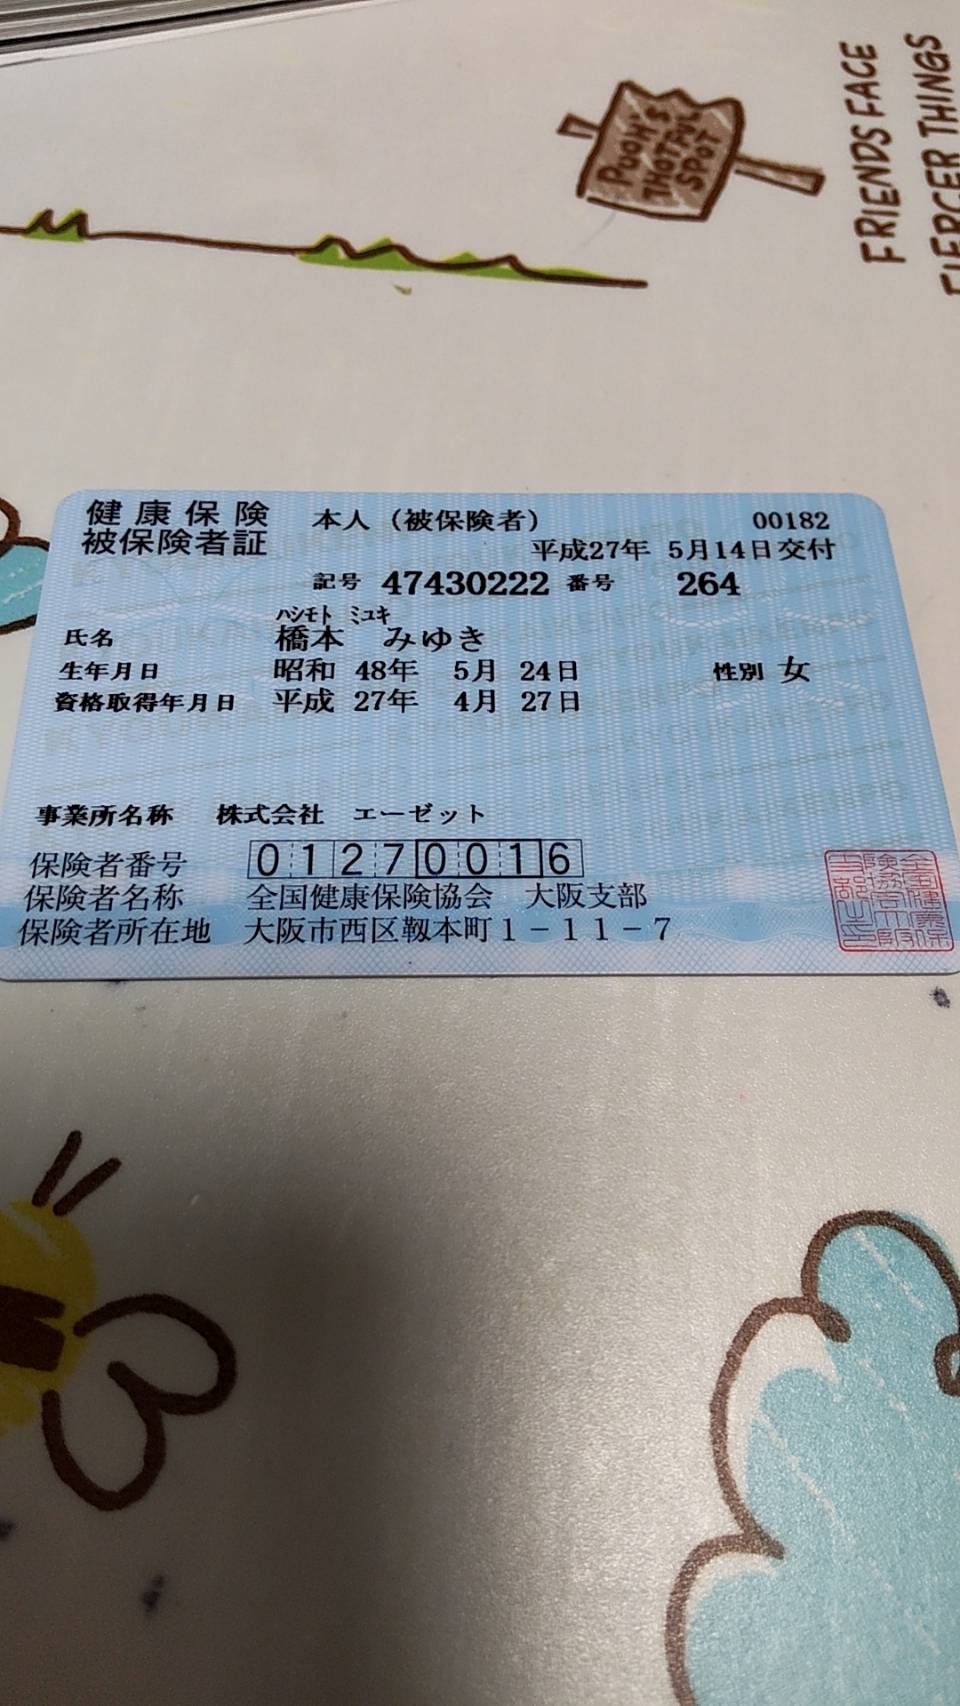 POOH'S
THOTFUL
SPOT
FRIENDS FACE
FIERCER THINGS
健康保険
被保険者証
本人（被保険者）
00182
平成27年 5月14日交付
記号 47430222 番号 264
ハシモト ミユキ
氏名 橋本 みゆき
生年月日 昭和 48年 5月 24日 性別 女
資格取得年月日 平成 27年 4月 27日
事業所名称 株式会社 エーゼット
保険者番号 01270016
保険者名称 全国健康保険協会 大阪支部
保険者所在地 大阪市西区靱本町1－11－7